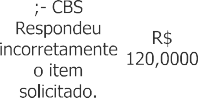 ;- CBS
Respondeu
incorretamente
o item
solicitado.
R$
120,0000